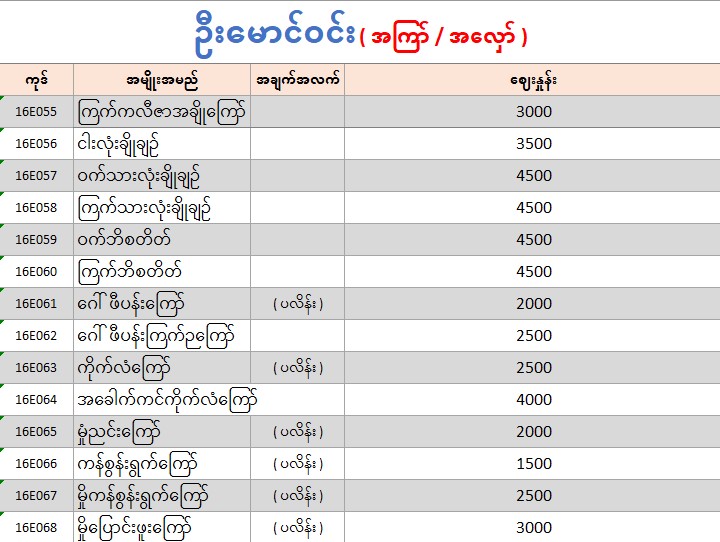 ဦးမောင်ဝင်း ( အကြာ် / အလှော် )
ကုဒ် အမျိုးအမည် အချက်အလက် ဈေးနှုန်း
16E055 ကြက်ကလီဇာအချိုကြော် 3000
16E056 ငါးလုံးချိုချဉ် 3500
16E057 ဝက်သားလုံးချိုချဉ် 4500
16E058 ကြက်သားလုံးချိုချဉ် 4500
16E059 ဝက်ဘိစတိတ် 4500
16E060 ကြက်ဘိစတိတ် 4500
16E061 ဂေါ်ဖီပန်းကြော် ( ပလိန်း ) 2000
16E062 ဂေါ်ဖီပန်းကြက်ဥကြော် 2500
16E063 ကိုက်လံကြော် ( ပလိန်း ) 2500
16E064 အခေါက်ကင်ကိုက်လံကြော် 4000
16E065 မှုံညင်းကြော် ( ပလိန်း ) 2000
16E066 ကန်စွန်းရွက်ကြော် ( ပလိန်း ) 1500
16E067 မှိုကန်စွန်းရွက်ကြော် ( ပလိန်း ) 2500
16E068 မှိုပြောင်းဖူးကြော် ( ပလိန်း ) 3000